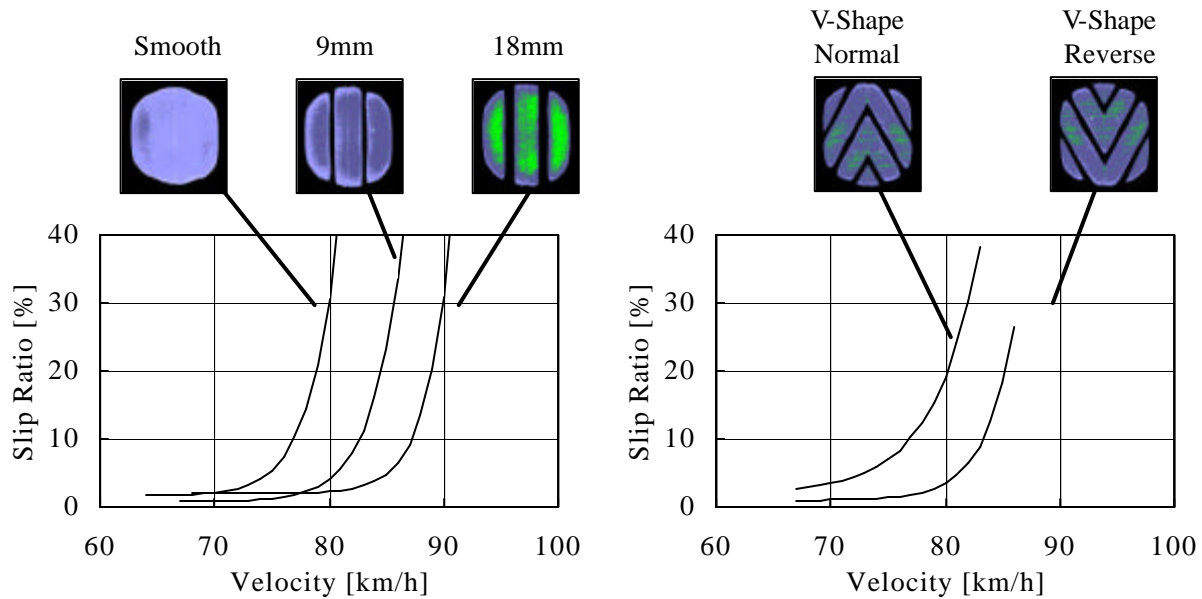 Smooth
9mm
18mm
40
30
20
10
0
Slip Ratio [%]
60 70 80 90 100
Velocity [km/h]
V-Shape
Normal
V-Shape
Reverse
40
30
20
10
0
Slip Ratio [%]
60 70 80 90 100
Velocity [km/h]